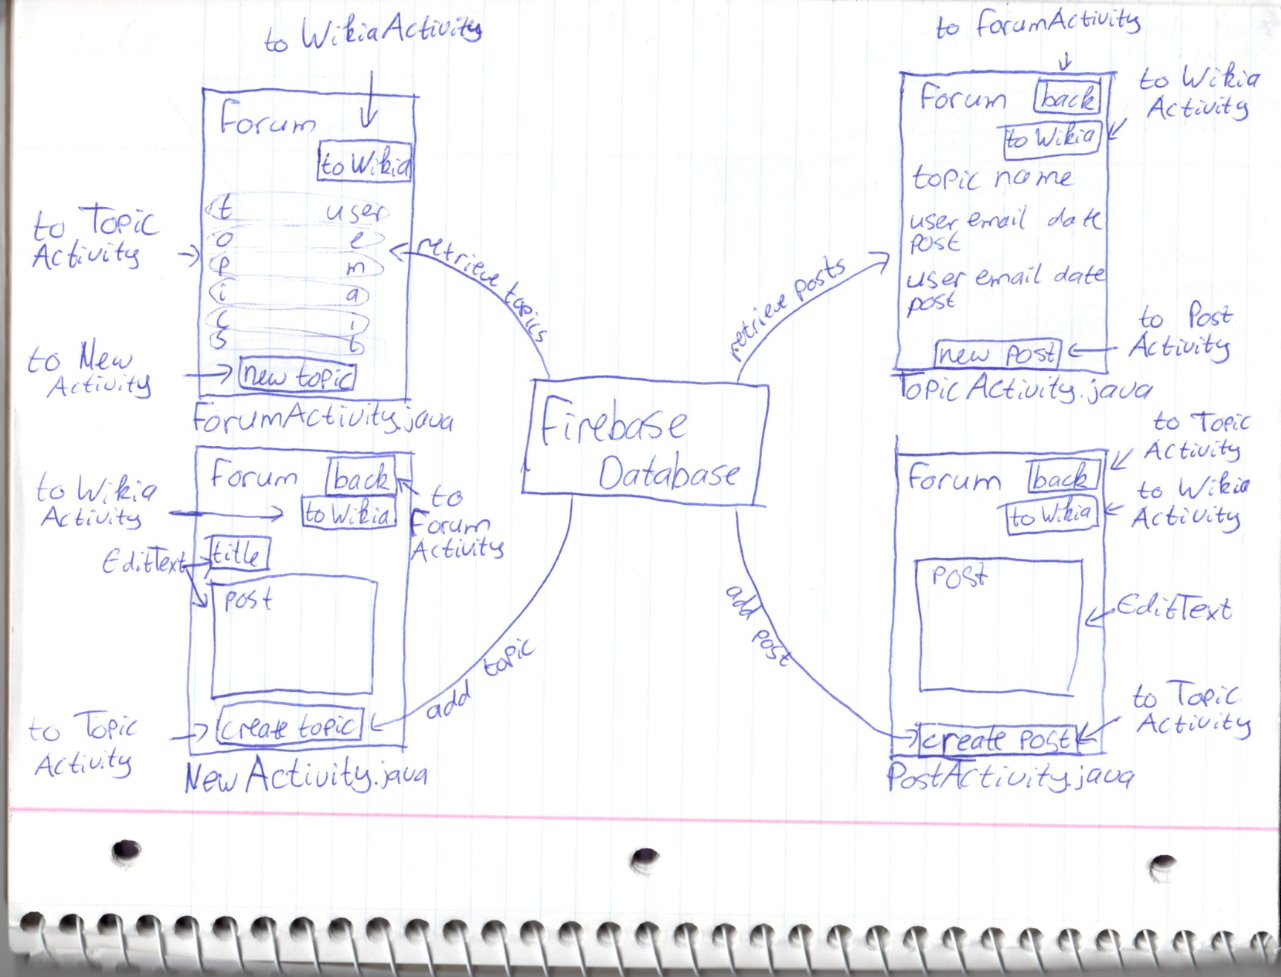 to WikiaActivity
Forum
to Wikia
t user
o e
p m
i a
c i
s l
to Topic
Activity
to New
Activity
new topic
ForumActivity.java
retrieve topics
to ForumActivity
Forum
back
to Wikia
Activity
to Wikia
topic name
user email date
post
user email date
post
to Post
Activity
new post
TopicActivity.java
retrieve posts
Firebase
Database
Forum
back
to Wikia
Activity
to Wikia
to
Forum
Activity
EditText
title
post
to Topic
Activity
create topic
NewActivity.java
add topic
to Topic
Activity
Forum
back
to Wikia
Activity
to Wikia
post
EditText
to Topic
Activity
create post
PostActivity.java
add post